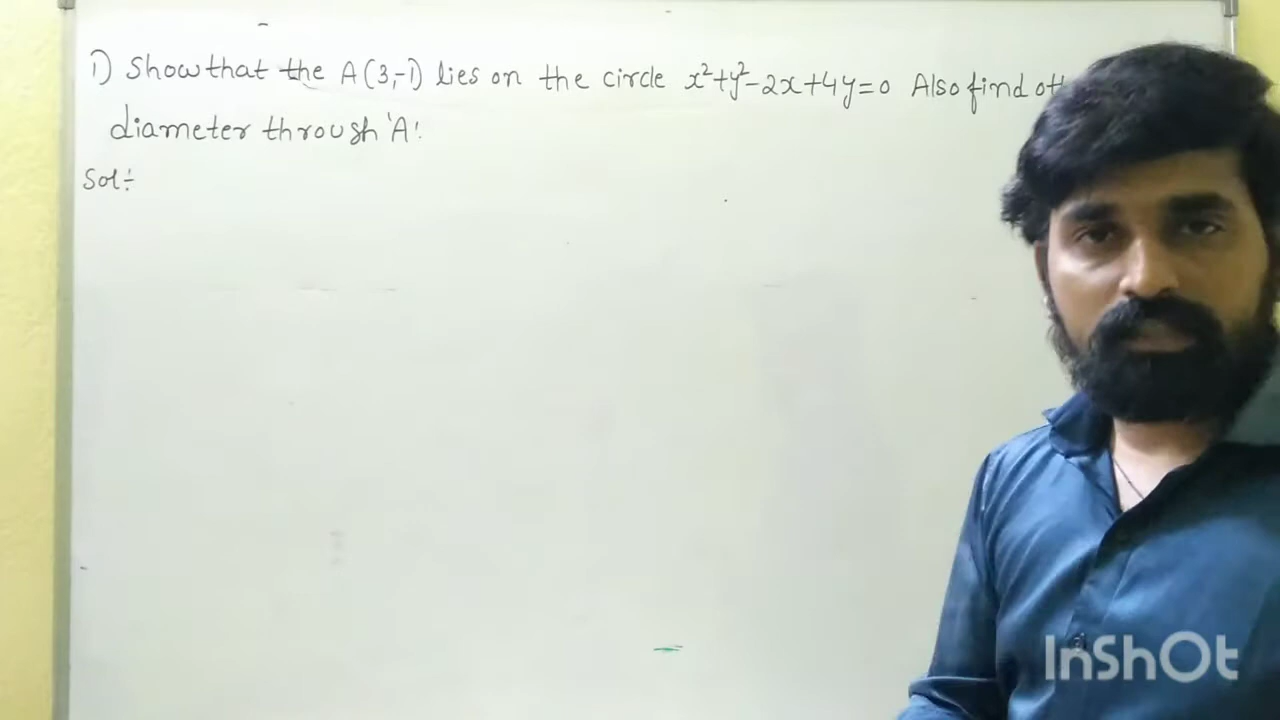 1) Show that the A(3,-1) lies on the circle x²+y²-2x+4y=0 Also find
diameter through 'A'.
Sol÷
InShOt